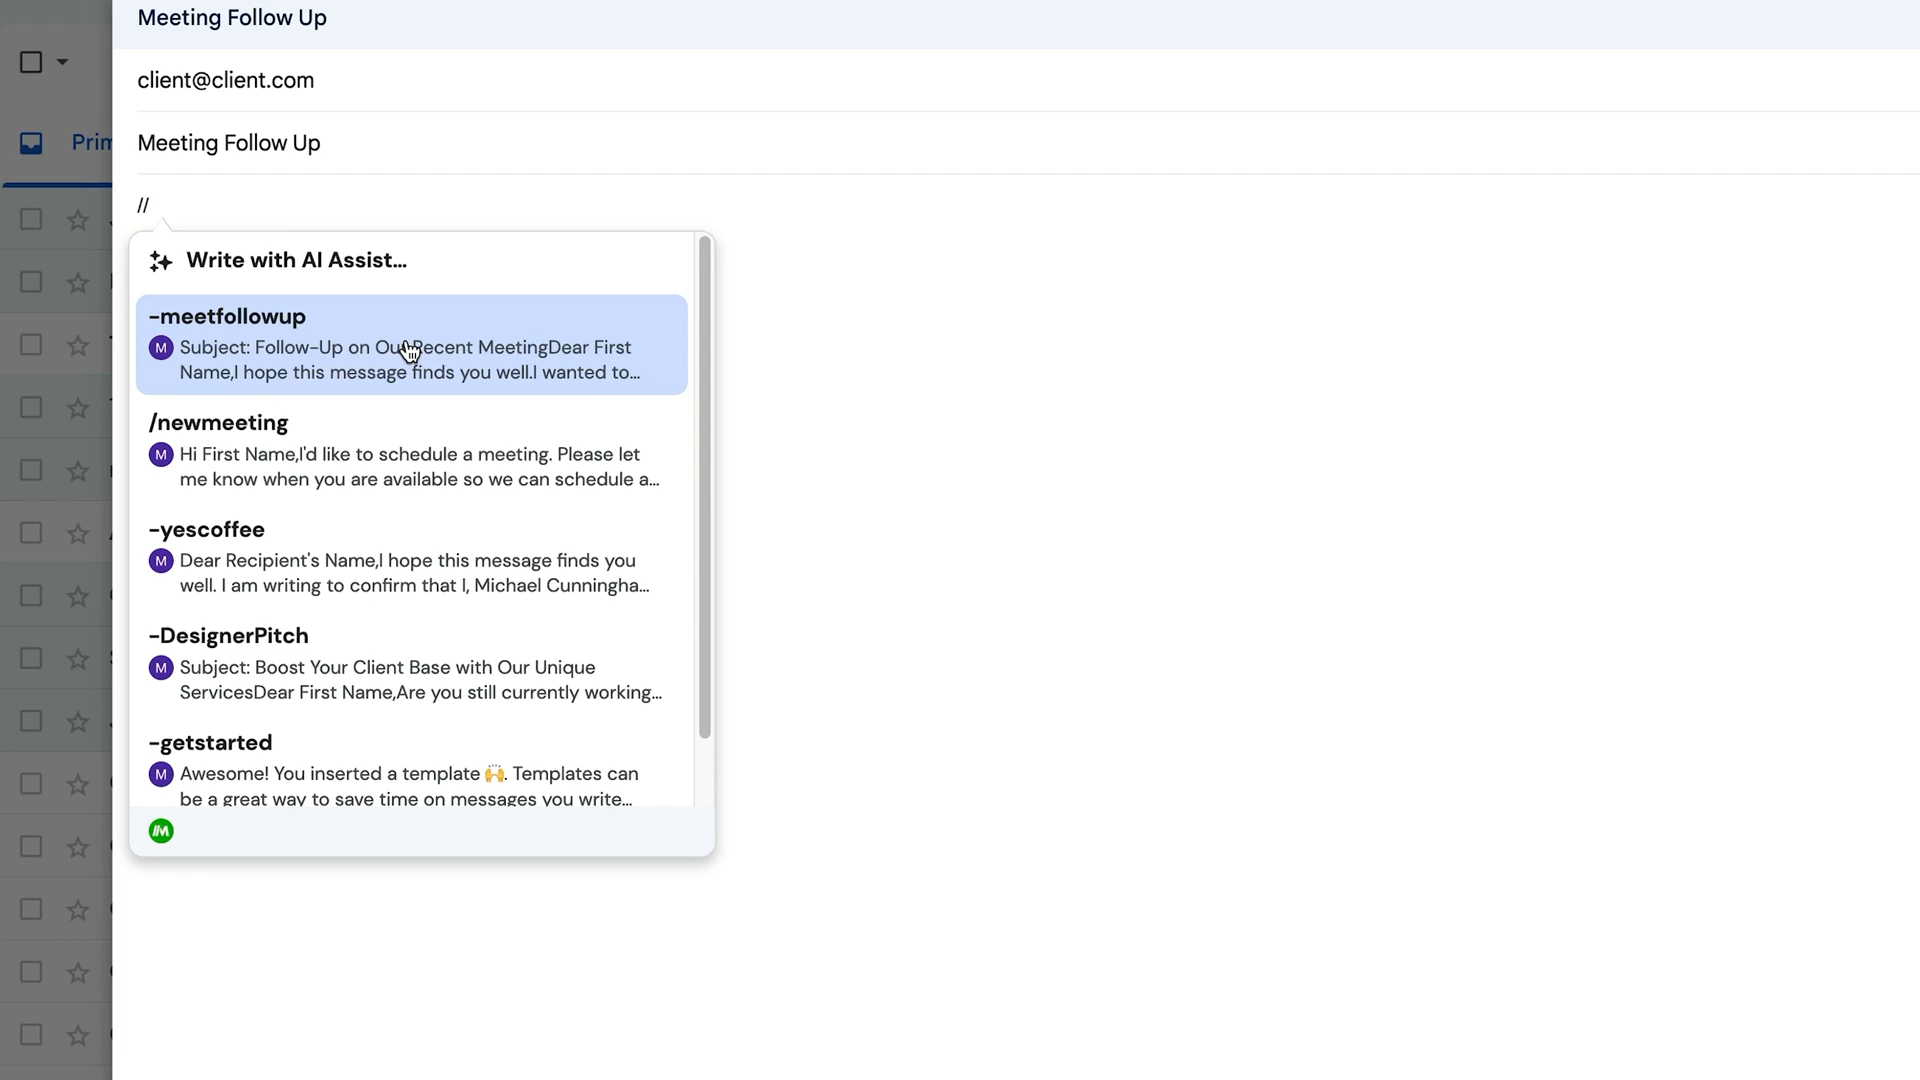 Meeting Follow Up
client@client.com
Prim
Meeting Follow Up
//
Write with AI Assist...
-meetfollowup
M Subject: Follow-Up on Our Recent MeetingDear First
Name,I hope this message finds you well.I wanted to...
/newmeeting
M Hi First Name,I'd like to schedule a meeting. Please let
me know when you are available so we can schedule a...
-yescoffee
M Dear Recipient's Name,I hope this message finds you
well. I am writing to confirm that I, Michael Cunningha...
-DesignerPitch
M Subject: Boost Your Client Base with Our Unique
ServicesDear First Name,Are you still currently working...
-getstarted
M Awesome! You inserted a template 🙌. Templates can
be a great way to save time on messages you write...
//M